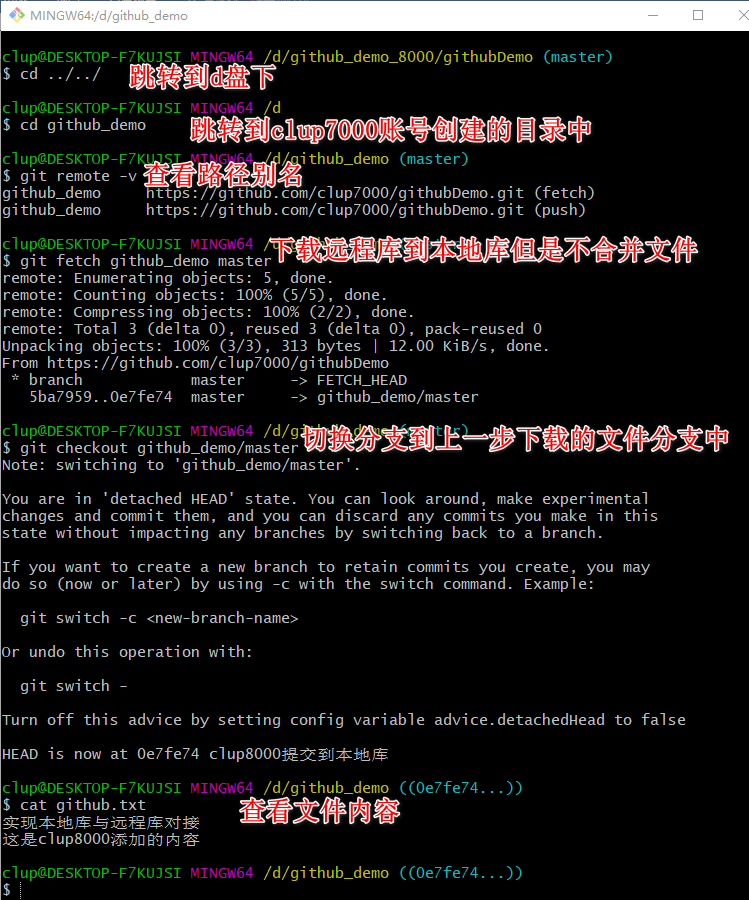 MINGW64:/d/github_demo
clup@DESKTOP-F7KUJSI MINGW64 /d/github_demo_8000/githubDemo (master)
$ cd ../../ 跳转到d盘下
clup@DESKTOP-F7KUJSI MINGW64 /d
$ cd github_demo 跳转到clup7000账号创建的目录中
clup@DESKTOP-F7KUJSI MINGW64 /d/github_demo (master)
$ git remote -v 查看路径别名
github_demo     https://github.com/clup7000/githubDemo.git (fetch)
github_demo     https://github.com/clup7000/githubDemo.git (push)
clup@DESKTOP-F7KUJSI MINGW64 下载远程库到本地库但是不合并文件
$ git fetch github_demo master
remote: Enumerating objects: 5, done.
remote: Counting objects: 100% (5/5), done.
remote: Compressing objects: 100% (2/2), done.
remote: Total 3 (delta 0), reused 3 (delta 0), pack-reused 0
Unpacking objects: 100% (3/3), 313 bytes | 12.00 KiB/s, done.
From https://github.com/clup7000/githubDemo
 * branch            master     -> FETCH_HEAD
   5ba7959..0e7fe74  master     -> github_demo/master
clup@DESKTOP-F7KUJSI MINGW64 切换分支到上一步下载的文件分支中
$ git checkout github_demo/master
Note: switching to 'github_demo/master'.
You are in 'detached HEAD' state. You can look around, make experimental
changes and commit them, and you can discard any commits you make in this
state without impacting any branches by switching back to a branch.
If you want to create a new branch to retain commits you create, you may
do so (now or later) by using -c with the switch command. Example:
  git switch -c <new-branch-name>
Or undo this operation with:
  git switch -
Turn off this advice by setting config variable advice.detachedHead to false
HEAD is now at 0e7fe74 clup8000提交到本地库
clup@DESKTOP-F7KUJSI MINGW64 /d/github_demo ((0e7fe74...))
$ cat github.txt 查看文件内容
实现本地库与远程库对接
这是clup8000添加的内容
clup@DESKTOP-F7KUJSI MINGW64 /d/github_demo ((0e7fe74...))
$